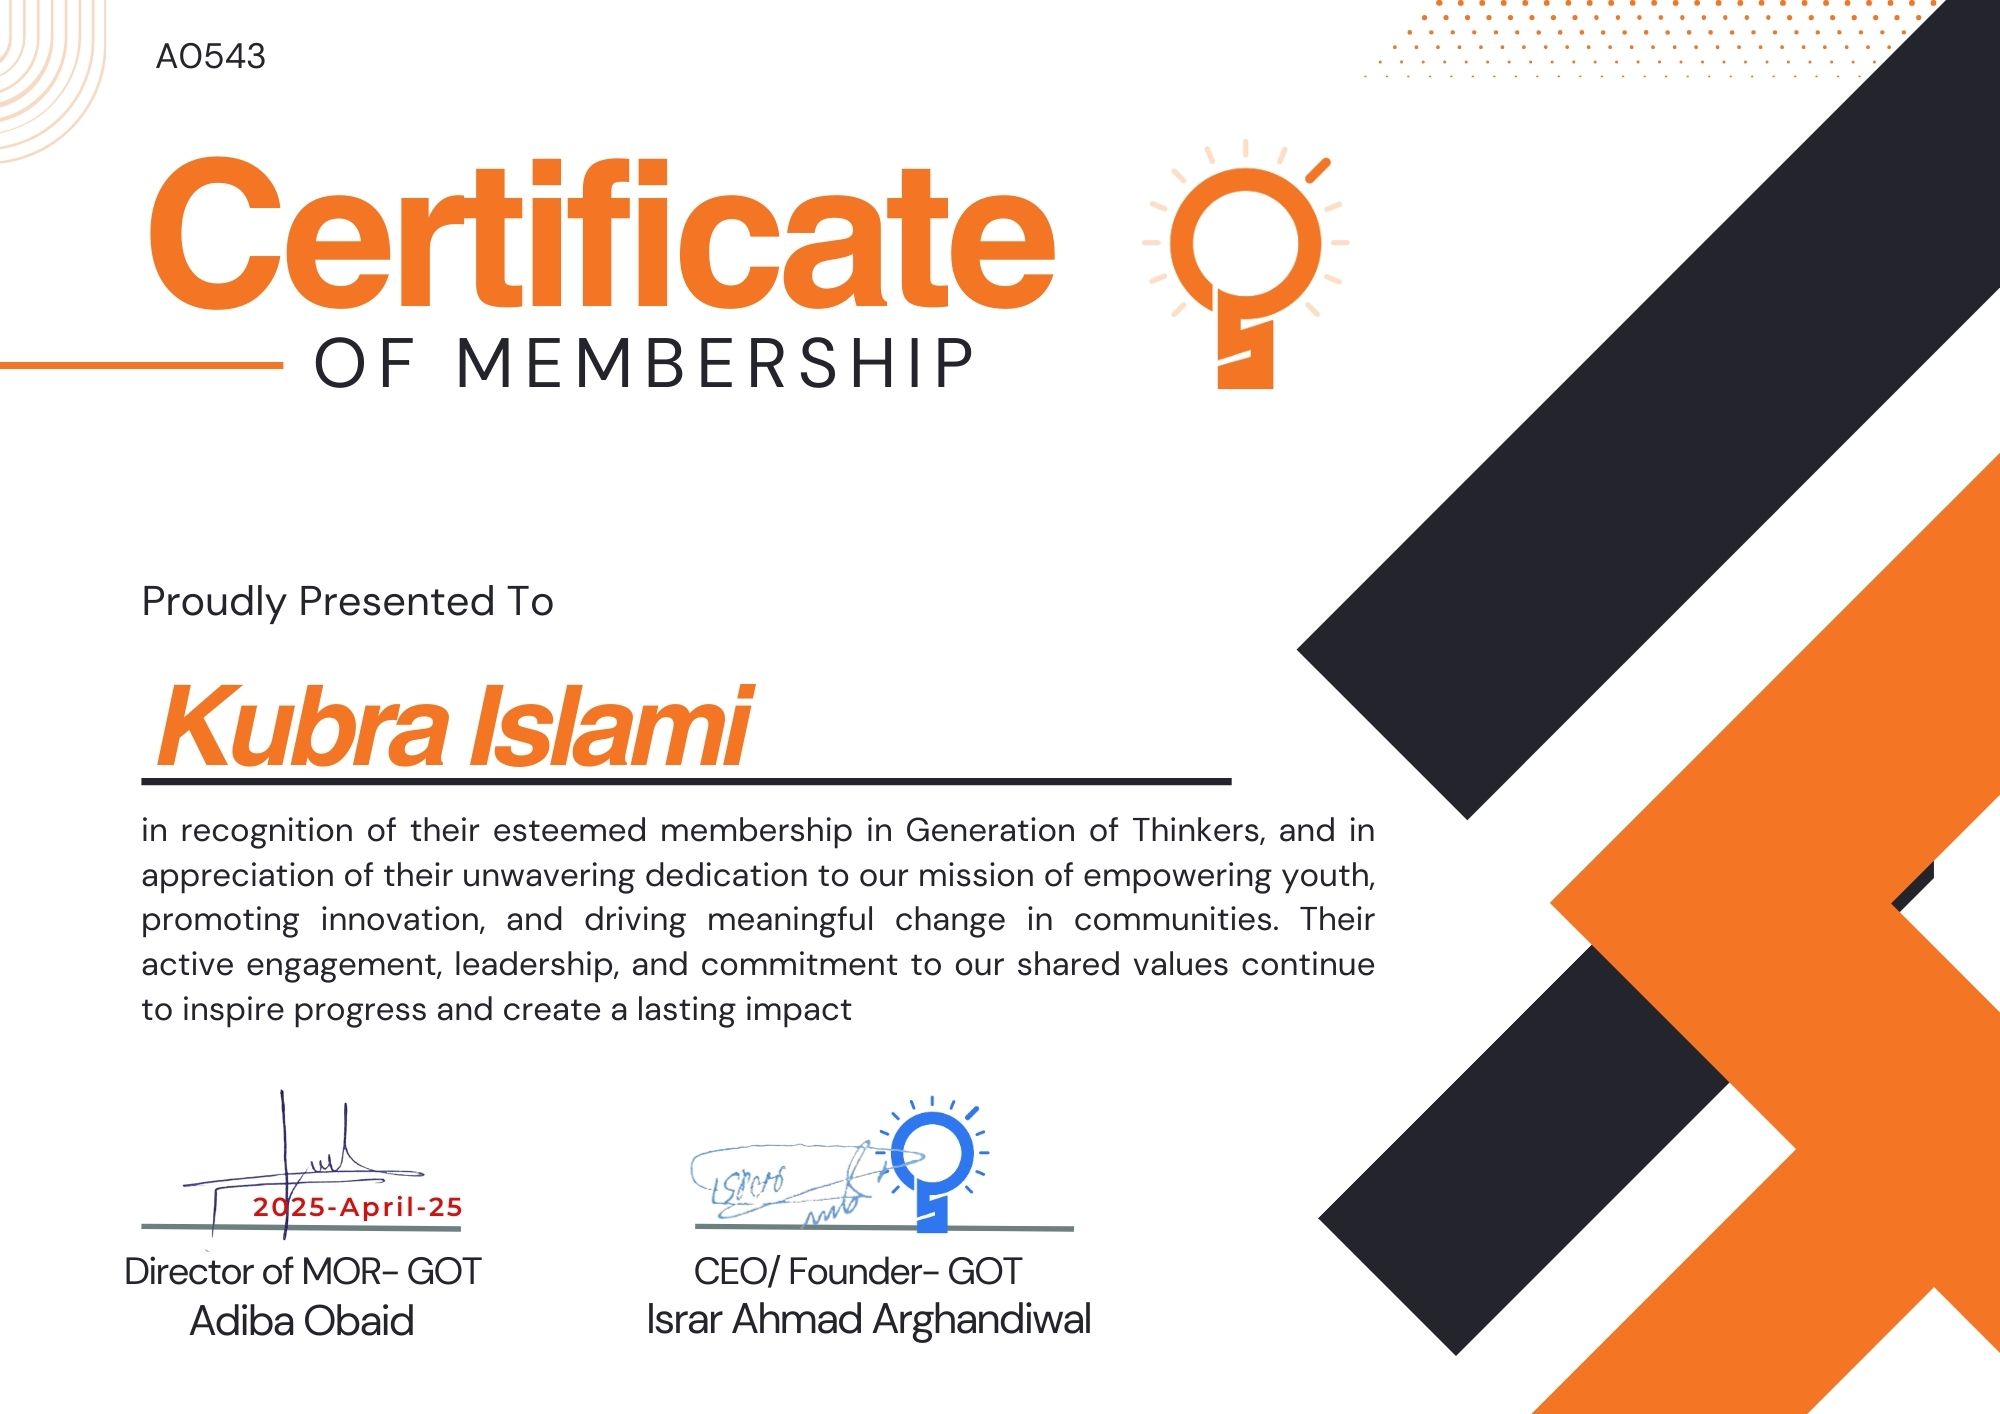 AO543
Certificate
OF MEMBERSHIP
Proudly Presented To
Kubra Islami
in recognition of their esteemed membership in Generation of Thinkers, and in
appreciation of their unwavering dedication to our mission of empowering youth,
promoting innovation, and driving meaningful change in communities. Their
active engagement, leadership, and commitment to our shared values continue
to inspire progress and create a lasting impact
2025-April-25
Director of MOR- GOT
Adiba Obaid
CEO/ Founder- GOT
Israr Ahmad Arghandiwal